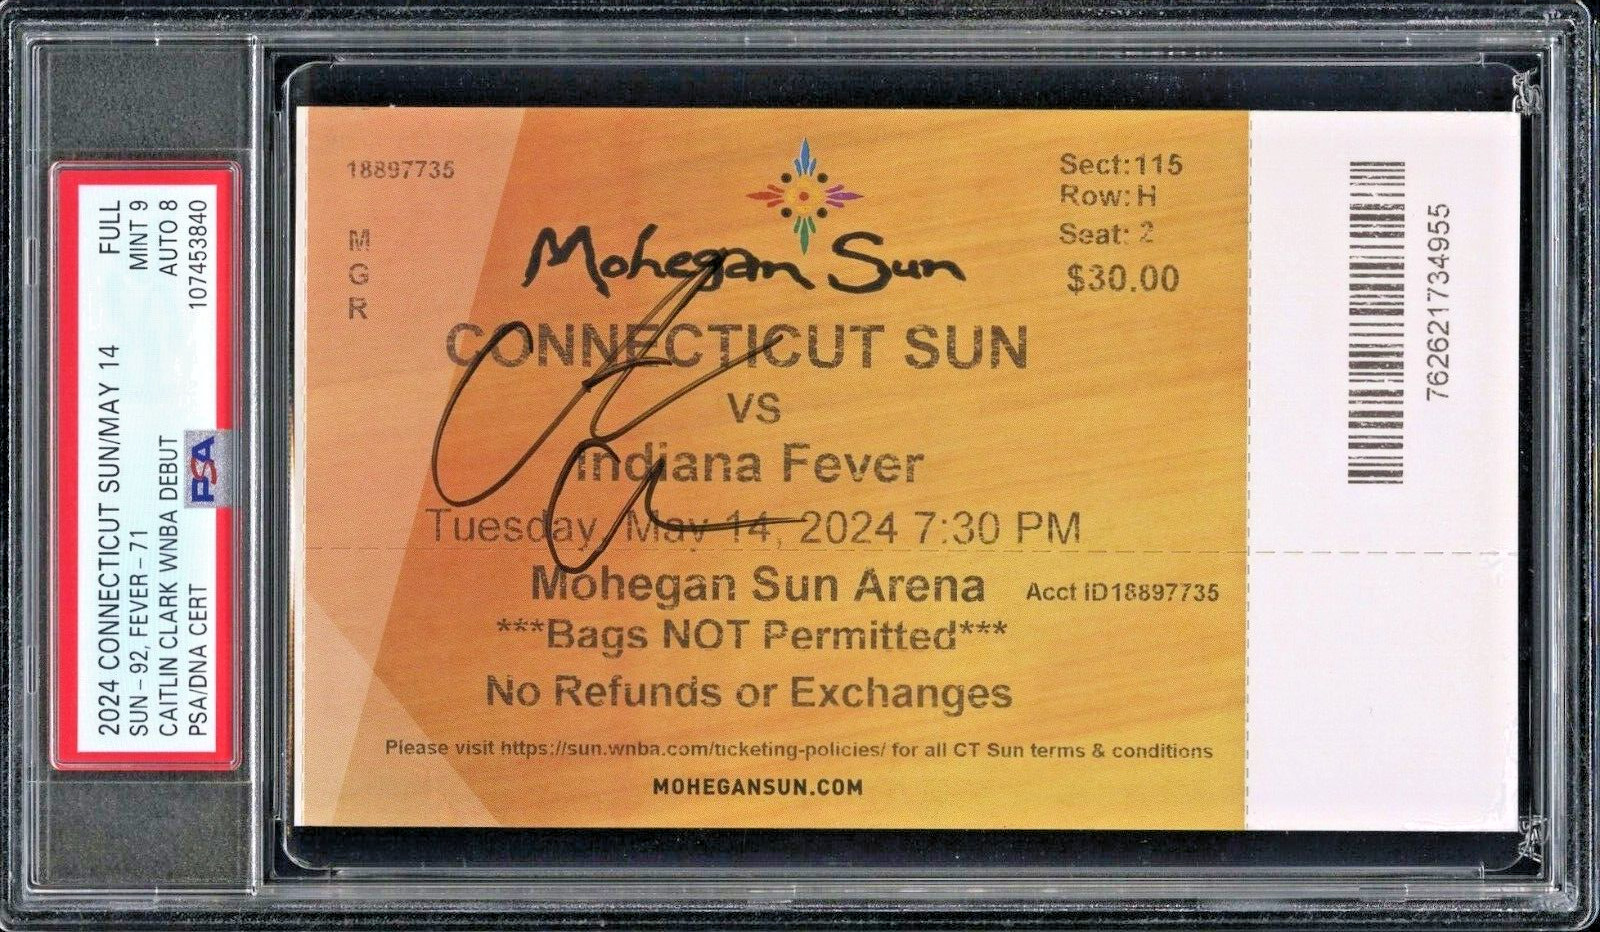 2024 CONNECTICUT SUN/MAY 14 FULL
SUN-92, FEVER-71 MINT 9
CAITLIN CLARK WNBA DEBUT AUTO 8
PSA/DNA CERT 107453840
PSA
18897735
M
G
R
Sect:115
Row:H
Seat: 2
$30.00
Mohegan Sun
CONNECTICUT SUN
vs
Indiana Fever
Tuesday, May 14, 2024 7:30 PM
Mohegan Sun Arena
Acct ID18897735
***Bags NOT Permitted***
No Refunds or Exchanges
Please visit https://sun.wnba.com/ticketing-policies/ for all CT Sun terms & conditions
MOHEGANSUN.COM
762621734955